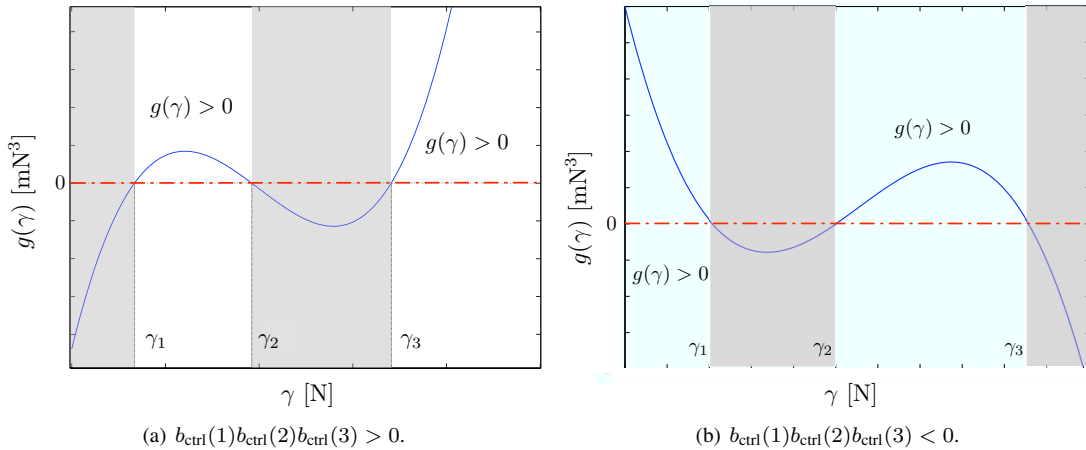 g(γ) > 0
g(γ) > 0
0
g(γ) [mN³]
γ₁
γ₂
γ₃
γ [N]
(a) b_ctrl(1)b_ctrl(2)b_ctrl(3) > 0.
g(γ) > 0
0
g(γ) [mN³]
g(γ) > 0
γ₁
γ₂
γ₃
γ [N]
(b) b_ctrl(1)b_ctrl(2)b_ctrl(3) < 0.